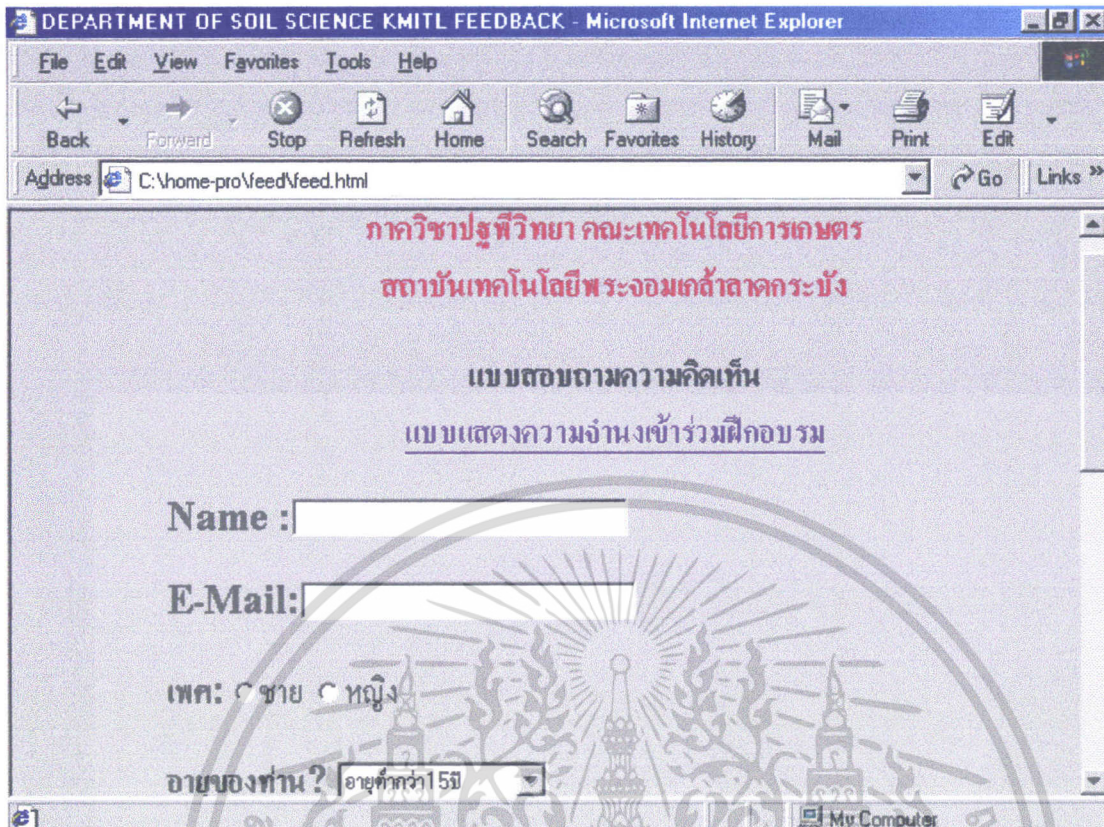 DEPARTMENT OF SOIL SCIENCE KMITL FEEDBACK - Microsoft Internet Explorer
File Edit View Favorites Tools Help
Back Forward Stop Refresh Home Search Favorites History Mail Print Edit
Address C:\home-pro\feed\feed.html Go Links »
ภาควิชาปฐพีวิทยา คณะเทคโนโลยีการเกษตร
สถาบันเทคโนโลยีพระจอมเกล้าลาดกระบัง
แบบสอบถามความคิดเห็น
แบบแสดงความจำนงเข้าร่วมฝึกอบรม
Name :
E-Mail:
เพศ: ชาย หญิง
อายุของท่าน? อายุต่ำกว่า15ปี
My Computer